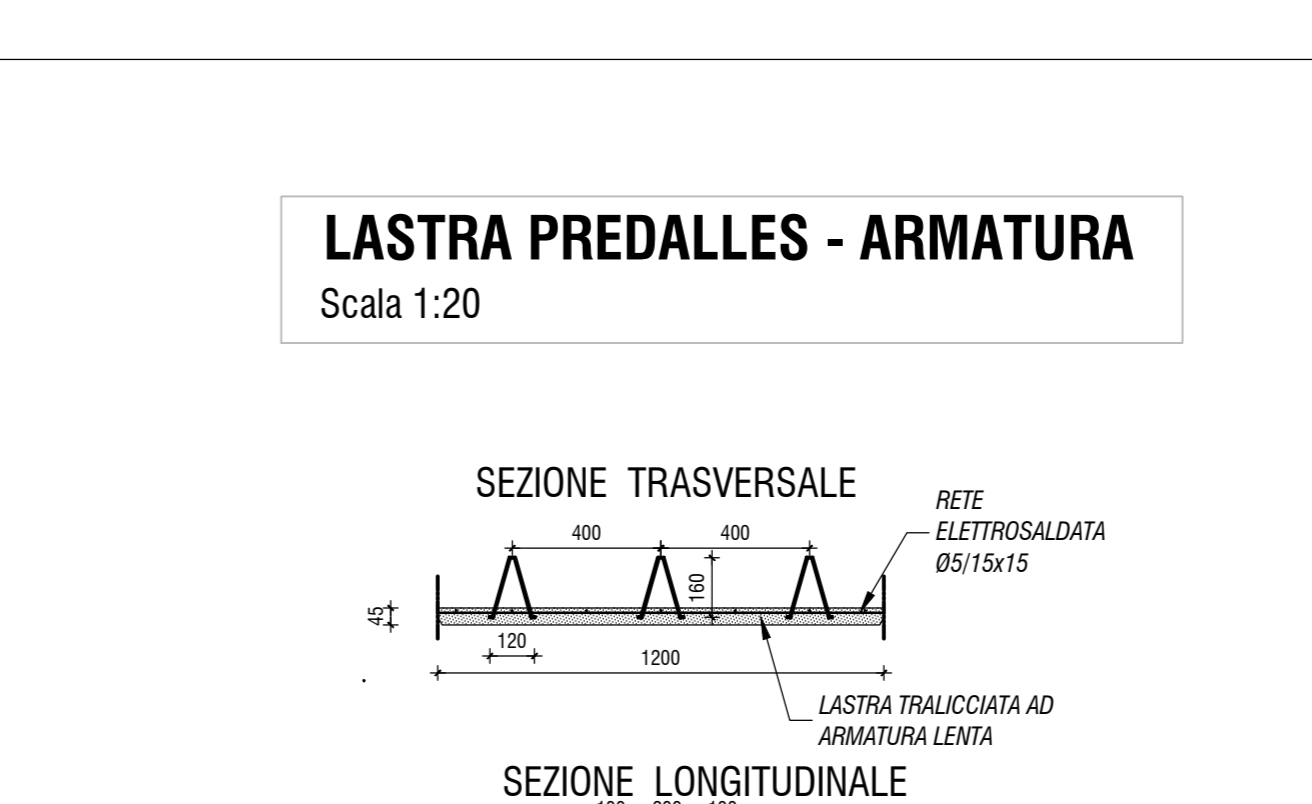 LASTRA PREDALLES - ARMATURA
Scala 1:20
SEZIONE TRASVERSALE
RETE
ELETTROSALDATA
Ø5/15x15
400
400
160
45
120
1200
LASTRA TRALICCIATA AD
ARMATURA LENTA
SEZIONE LONGITUDINALE